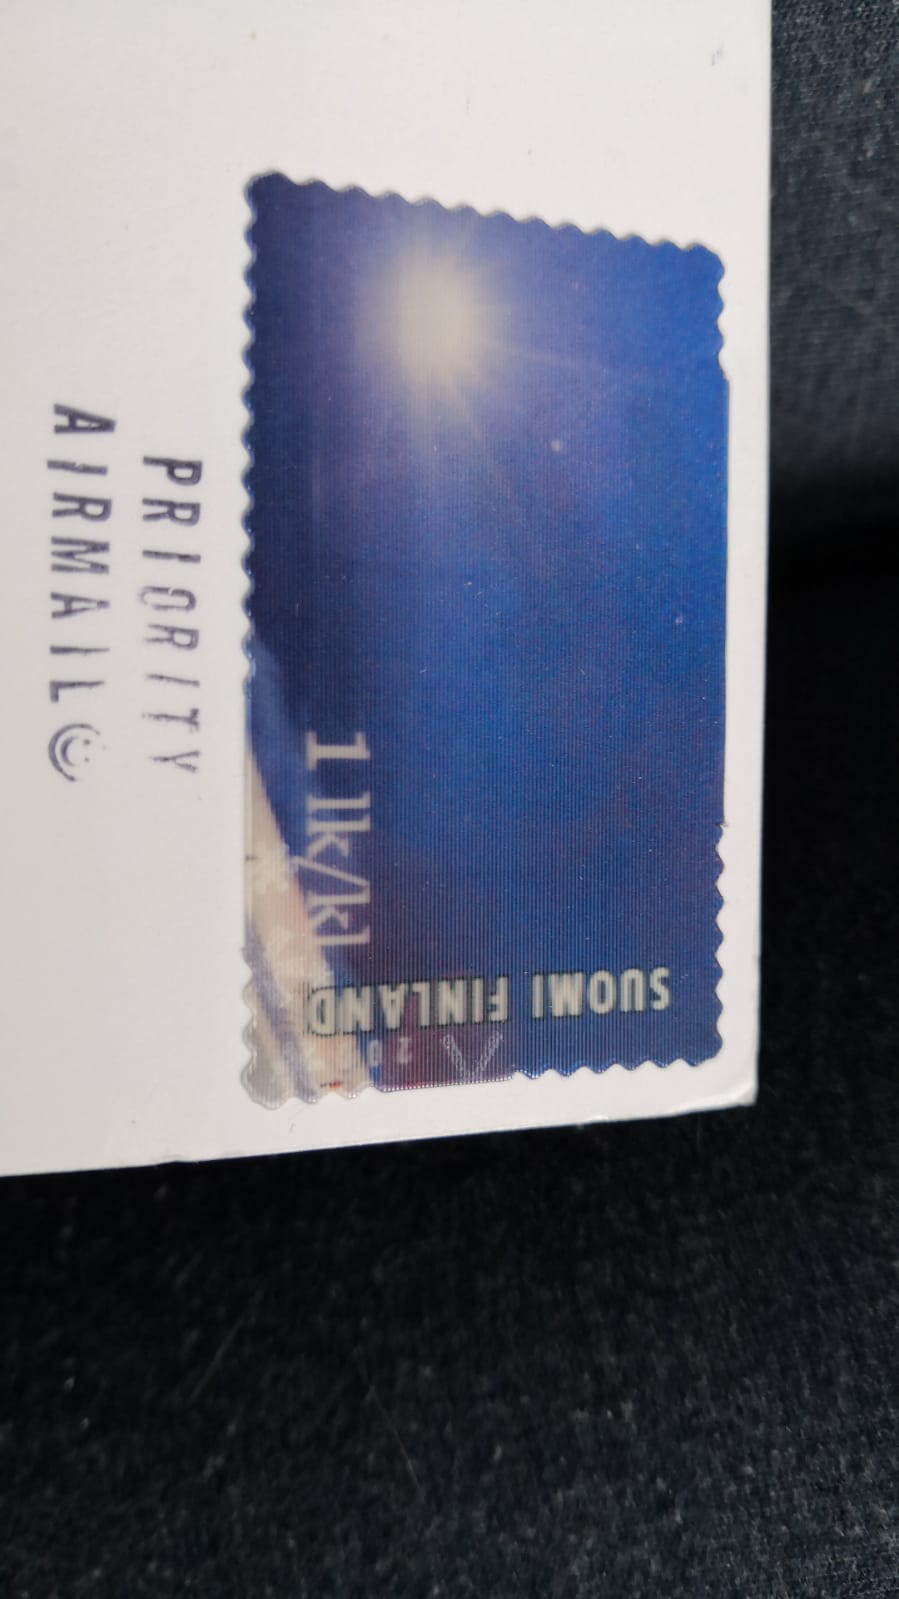 PRIORITY
AIRMAIL
1 lk/kl
SUOMI FINLAND